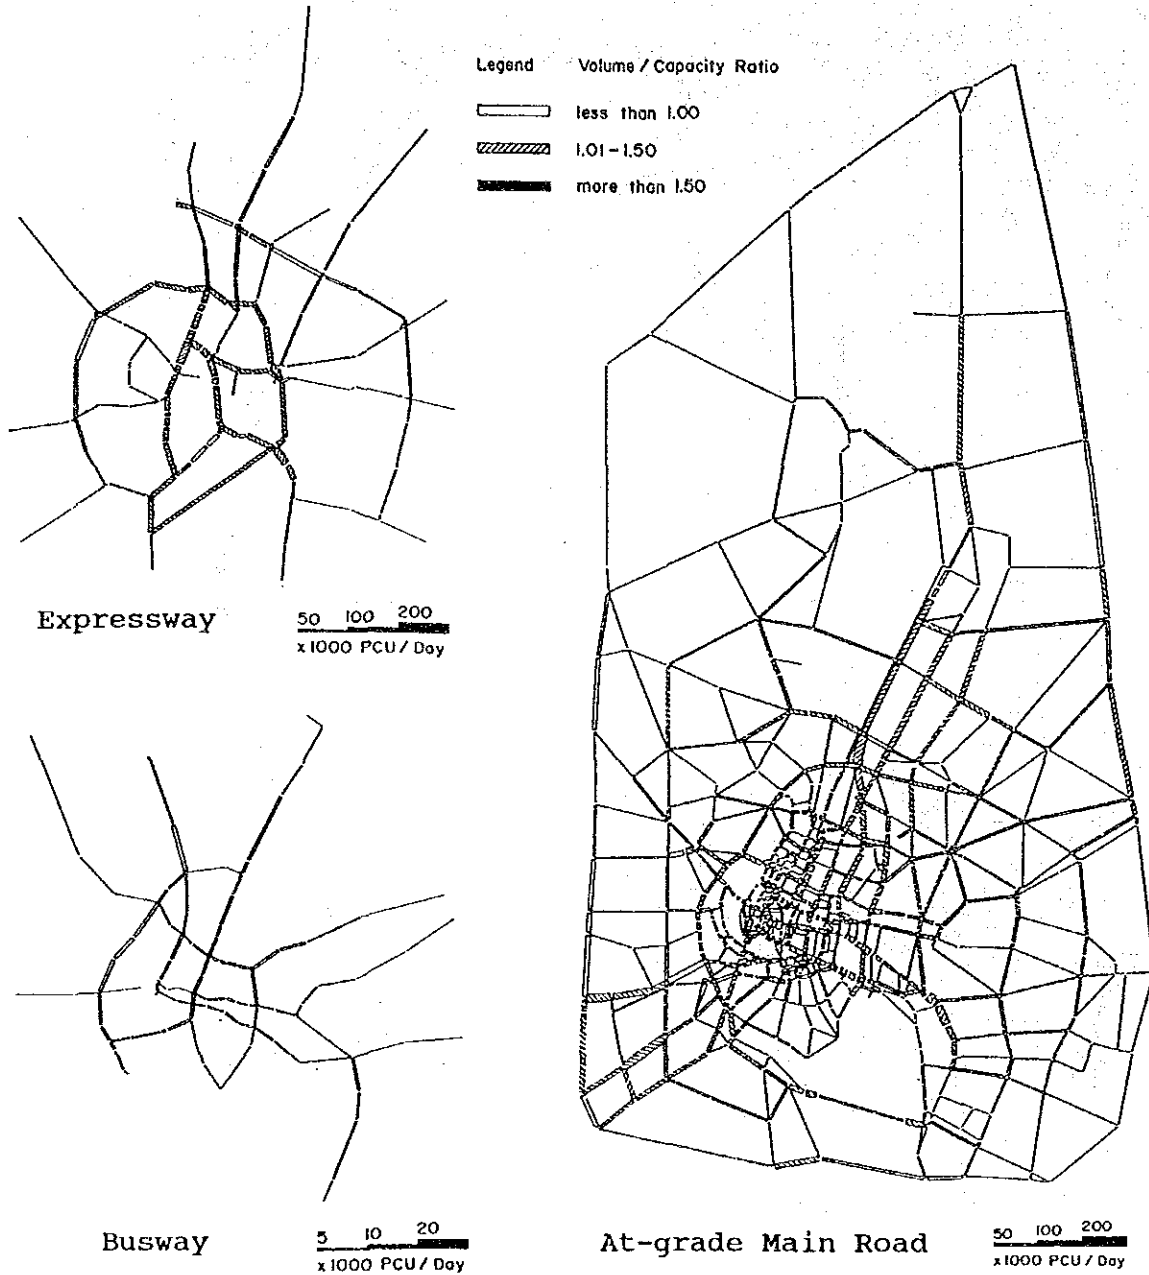 Legend Volume / Capacity Ratio
less than 1.00
1.01-1.50
more than 1.50
Expressway
50 100 200
x1000 PCU / Day
Busway
5 10 20
x1000 PCU / Day
At-grade Main Road
50 100 200
x1000 PCU / Day